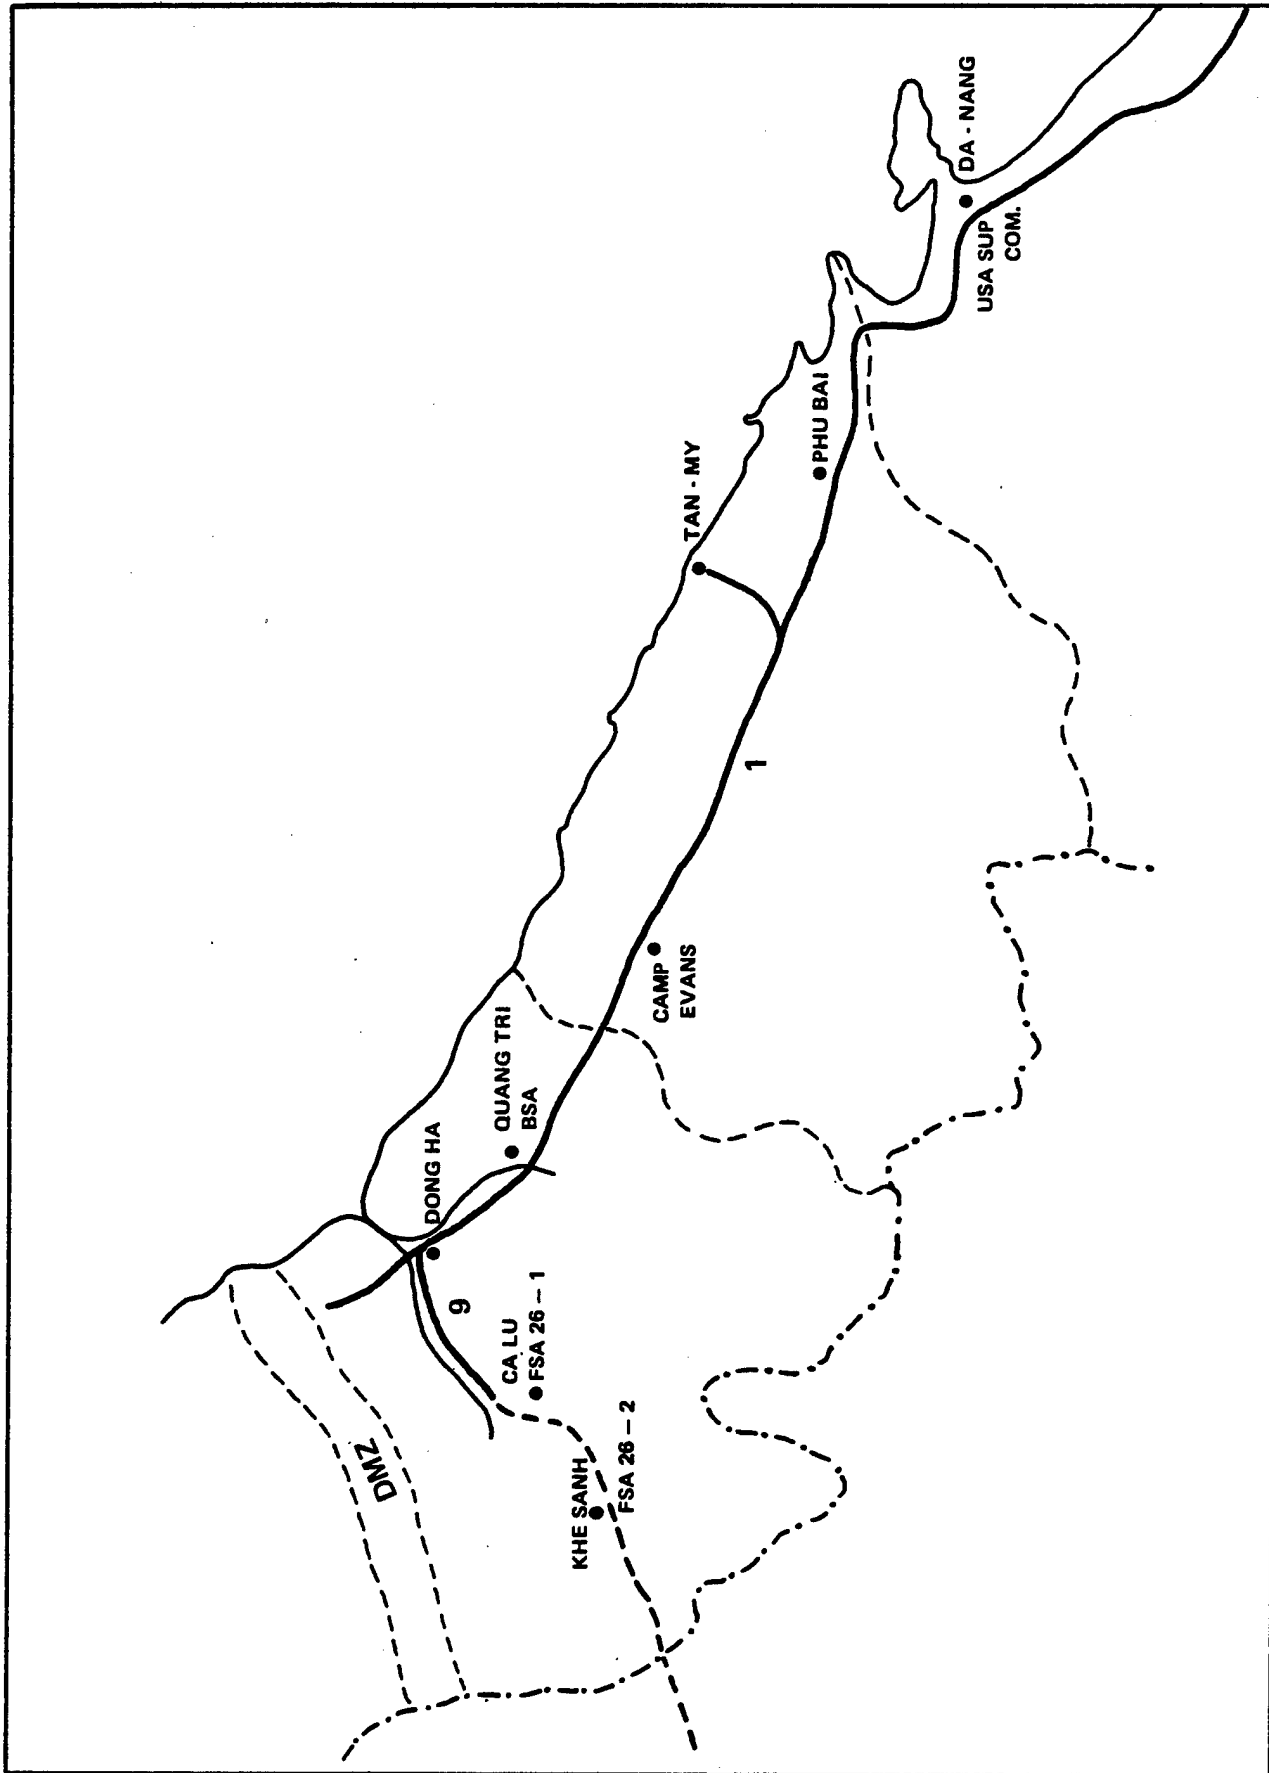 DMZ
DONG HA
QUANG TRI
BSA
9
CA LU
FSA 26-1
KHE SANH
FSA 26-2
CAMP
EVANS
1
TAN-MY
PHU BAI
DA-NANG
USA SUP
COM.